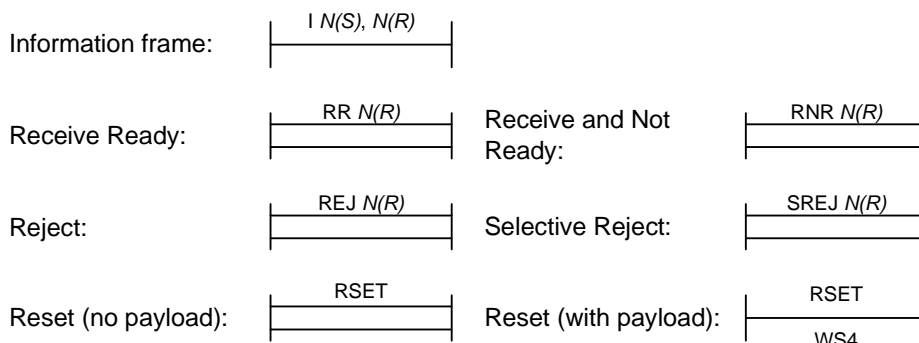 Information frame:
I N(S), N(R)
Receive Ready:
RR N(R)
Receive and Not
Ready:
RNR N(R)
Reject:
REJ N(R)
Selective Reject:
SREJ N(R)
Reset (no payload):
RSET
Reset (with payload):
RSET
WS4